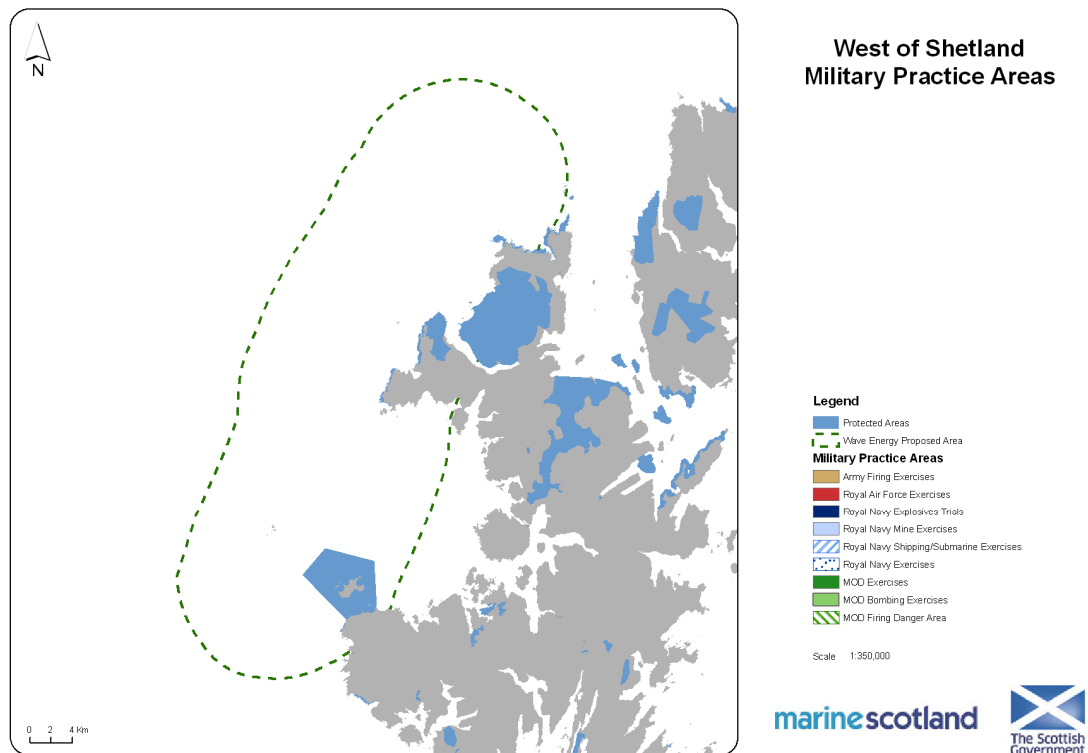 N
West of Shetland
Military Practice Areas
Legend
Protected Areas
Wave Energy Proposed Area
Military Practice Areas
Army Firing Exercises
Royal Air Force Exercises
Royal Navy Explosives Trials
Royal Navy Mine Exercises
Royal Navy Shipping/Submarine Exercises
Royal Navy Exercises
MOD Exercises
MOD Bombing Exercises
MOD Firing Danger Area
Scale 1:350,000
0 2 4 Km
marinescotland
The Scottish
Government